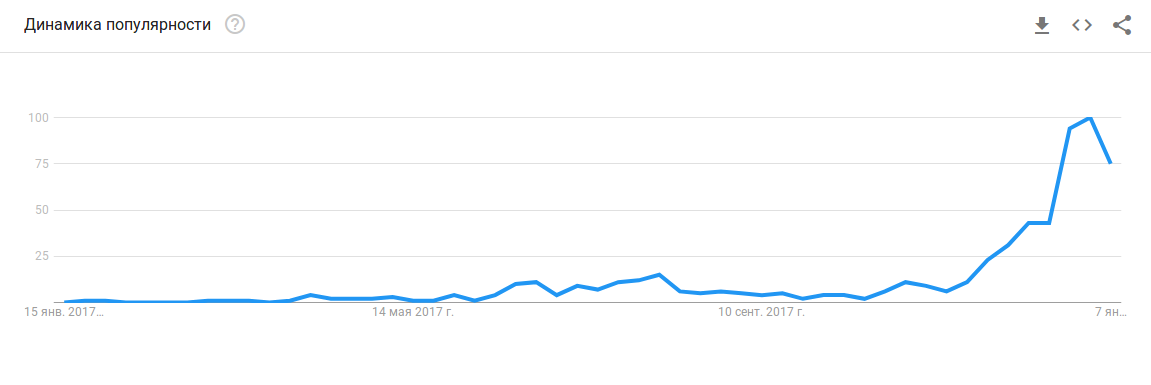 Динамика популярности ?
100
75
50
25
15 янв. 2017…
14 мая 2017 г.
10 сент. 2017 г.
7 ян…